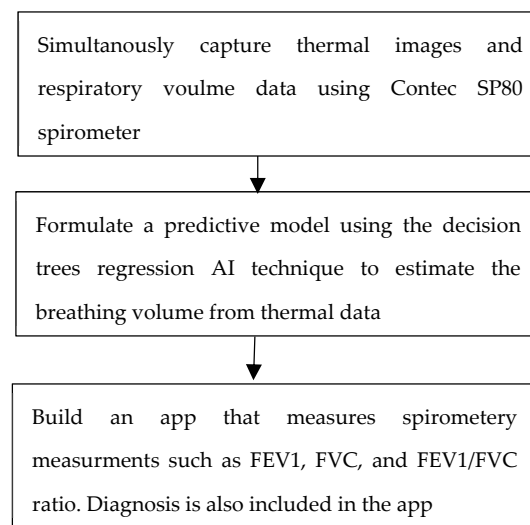 Simultanously capture thermal images and
respiratory voulme data using Contec SP80
spirometer
Formulate a predictive model using the decision
trees regression AI technique to estimate the
breathing volume from thermal data
Build an app that measures spirometery
measurments such as FEV1, FVC, and FEV1/FVC
ratio. Diagnosis is also included in the app